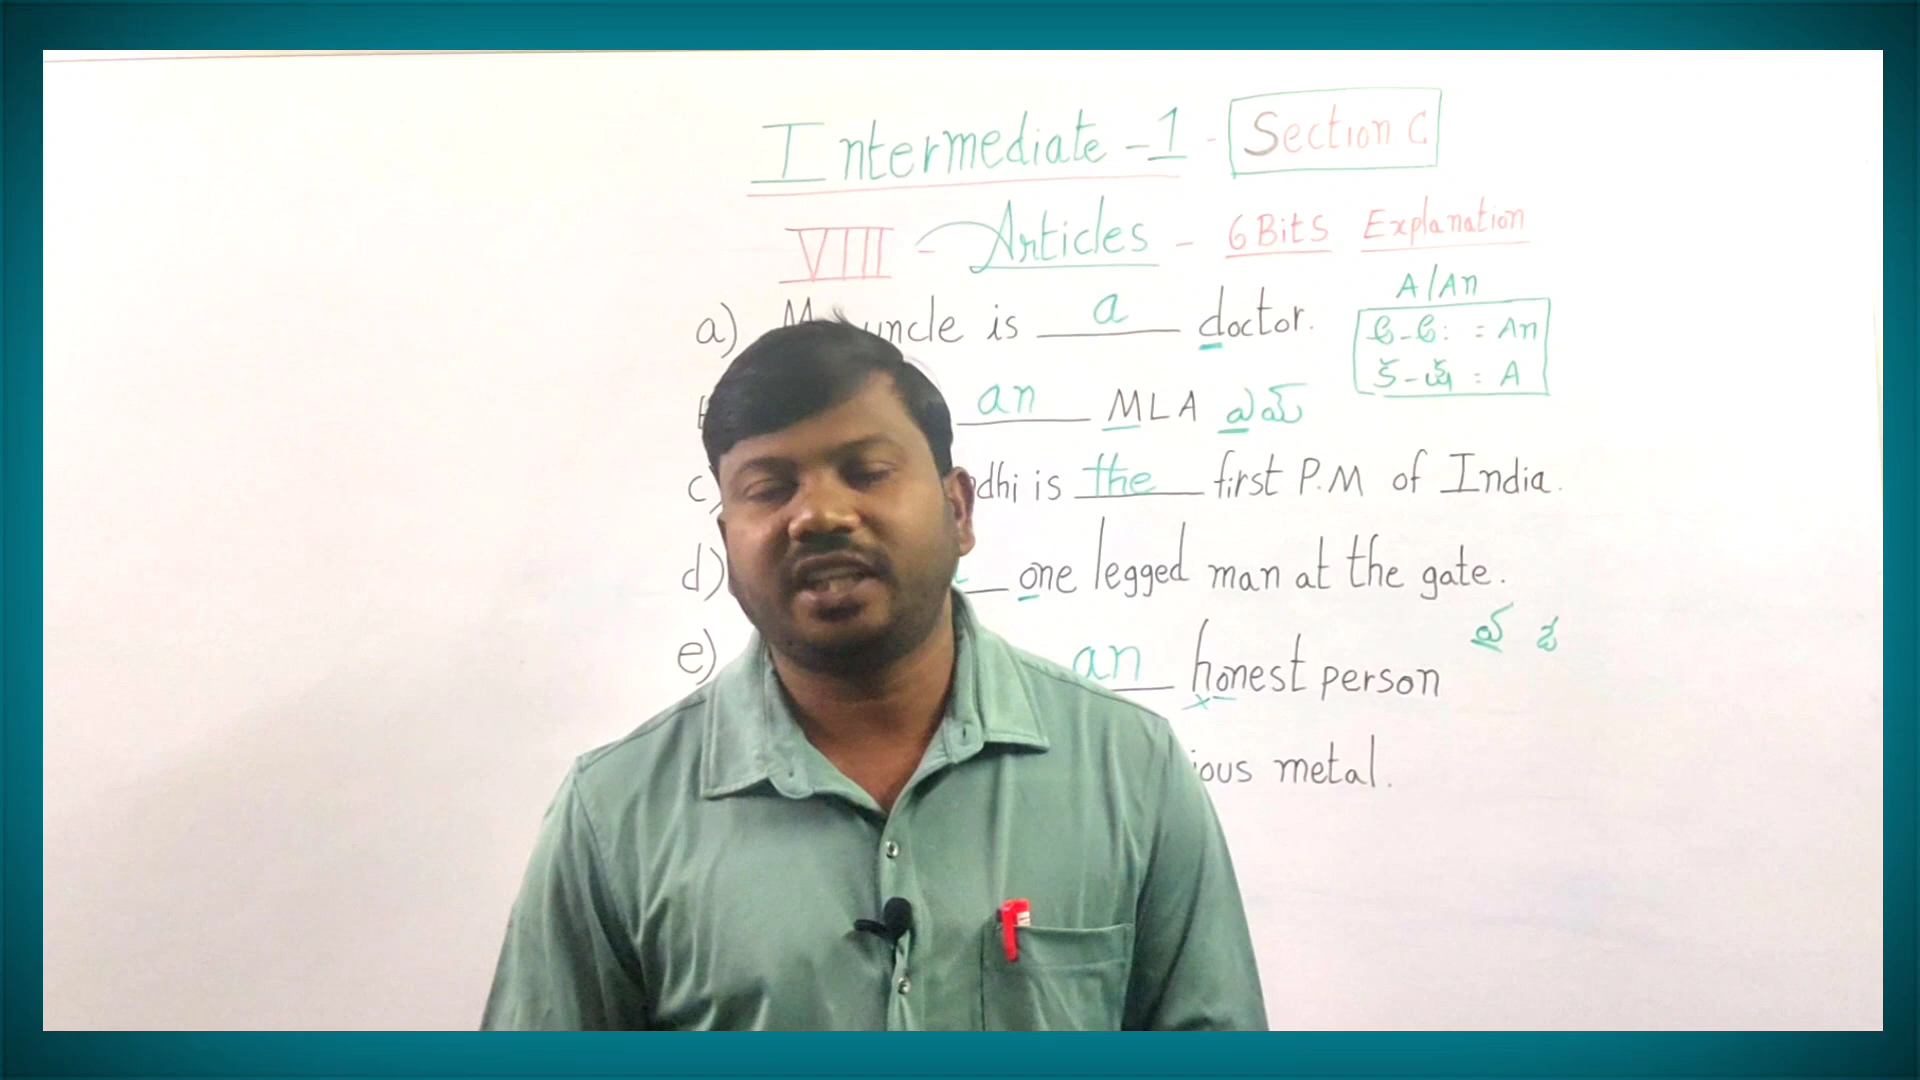 Intermediate - 1 - Section C
VIII - Articles - 6 Bits Explanation
A/An
a) My uncle is a doctor.
అ-అః = An
క్-క్ష = A
an MLA ఎమ్
c) dhi is the first P.M of India.
d) one legged man at the gate.
e) an honest person
ious metal.